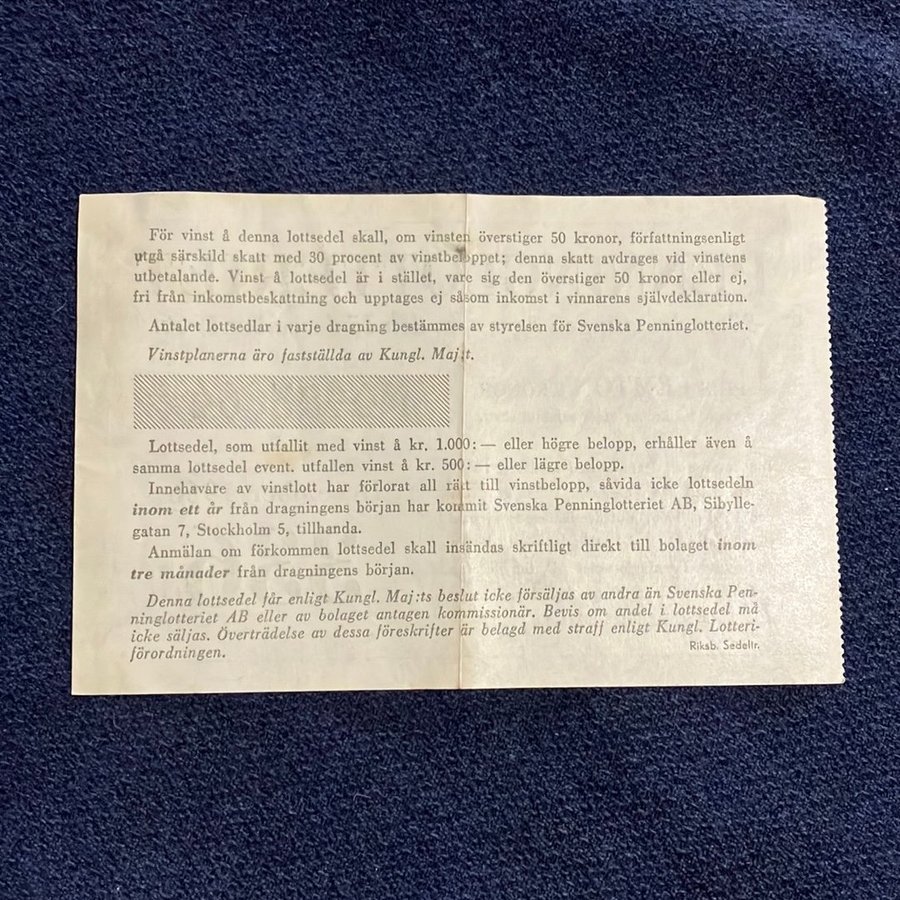 För vinst å denna lottsedel skall, om vinsten överstiger 50 kronor, författningsenligt
utgå särskild skatt med 30 procent av vinstbeloppet; denna skatt avdrages vid vinstens
utbetalande. Vinst å lottsedel är i stället, vare sig den överstiger 50 kronor eller ej,
fri från inkomstbeskattning och upptages ej såsom inkomst i vinnarens självdeklaration.
Antalet lottsedlar i varje dragning bestämmes av styrelsen för Svenska Penninglotteriet.
Vinstplanerna äro fastställda av Kungl. Maj:t.
Lottsedel, som utfallit med vinst å kr. 1.000:— eller högre belopp, erhåller även å
samma lottsedel event. utfallen vinst å kr. 500:— eller lägre belopp.
Innehavare av vinstlott har förlorat all rätt till vinstbelopp, såvida icke lottsedeln
inom ett år från dragningens början har kommit Svenska Penninglotteriet AB, Sibylle-
gatan 7, Stockholm 5, tillhanda.
Anmälan om förkommen lottsedel skall insändas skriftligt direkt till bolaget inom
tre månader från dragningens början.
Denna lottsedel får enligt Kungl. Maj:ts beslut icke försäljas av andra än Svenska Pen-
ninglotteriet AB eller av bolaget antagen kommissionär. Bevis om andel i lottsedel må
icke säljas. Överträdelse av dessa föreskrifter är belagd med straff enligt Kungl. Lotteri-
förordningen.
Riksb. Sedeltr.